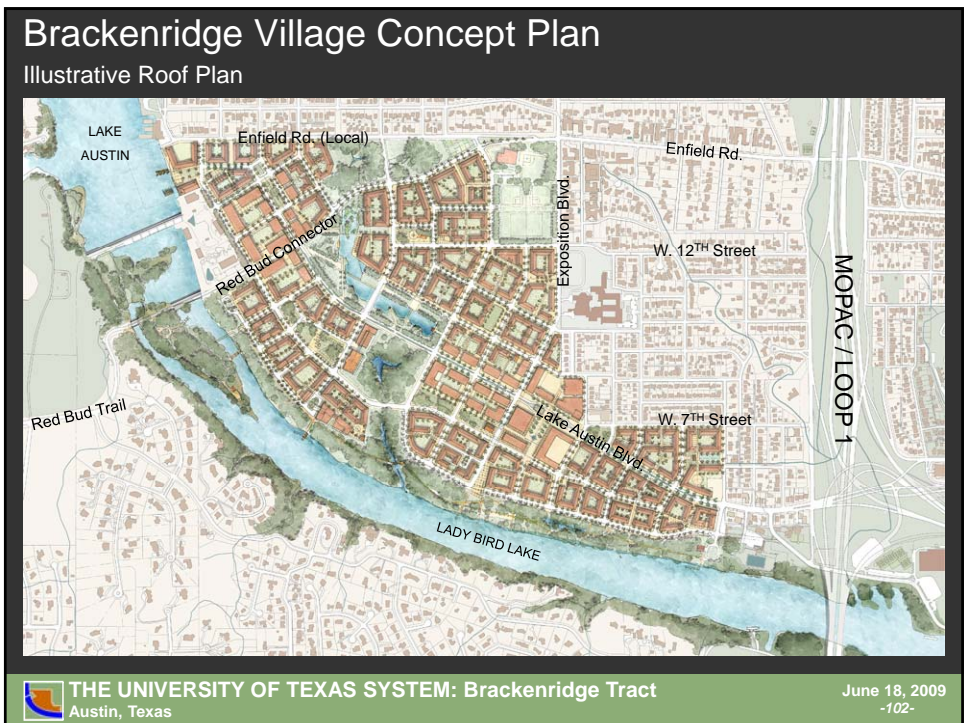 Brackenridge Village Concept Plan
Illustrative Roof Plan
LAKE
AUSTIN
Enfield Rd. (Local)
Enfield Rd.
Red Bud Connector
Exposition Blvd.
W. 12TH Street
MOPAC / LOOP 1
Red Bud Trail
Lake Austin Blvd.
W. 7TH Street
LADY BIRD LAKE
THE UNIVERSITY OF TEXAS SYSTEM: Brackenridge Tract
Austin, Texas
June 18, 2009
-102-